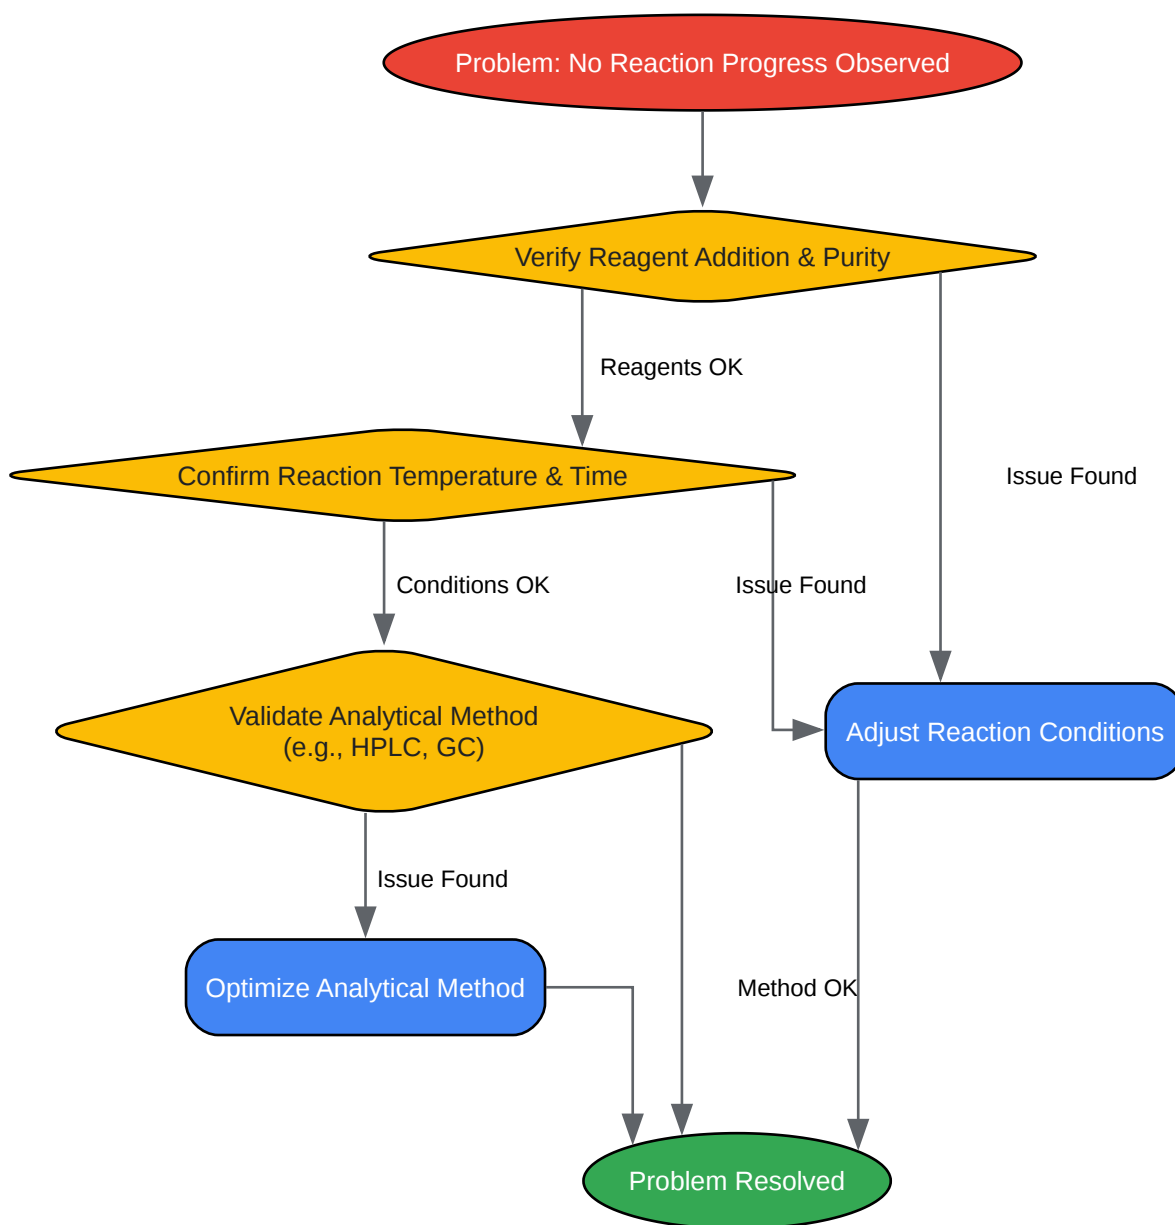 Problem: No Reaction Progress Observed
Verify Reagent Addition & Purity
Reagents OK
Confirm Reaction Temperature & Time
Issue Found
Conditions OK
Issue Found
Validate Analytical Method
(e.g., HPLC, GC)
Adjust Reaction Conditions
Issue Found
Optimize Analytical Method
Method OK
Problem Resolved